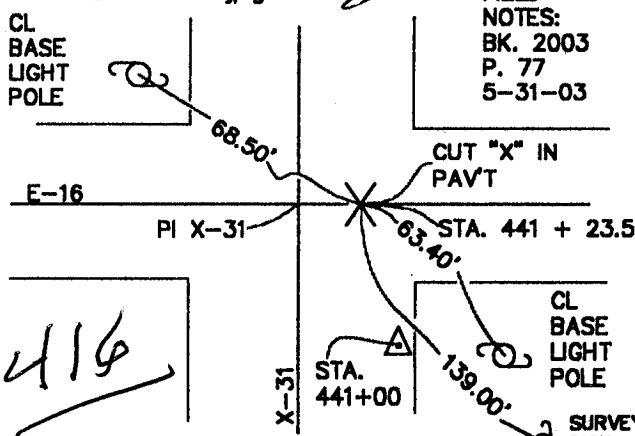 CL
BASE
LIGHT
POLE
NOTES:
BK. 2003
P. 77
5-31-03
68.50'
CUT "X" IN
PAV'T
E-16
PI X-31
STA. 441 + 23.5
63.40'
416
X-31
STA.
441+00
139.00'
CL
BASE
LIGHT
POLE